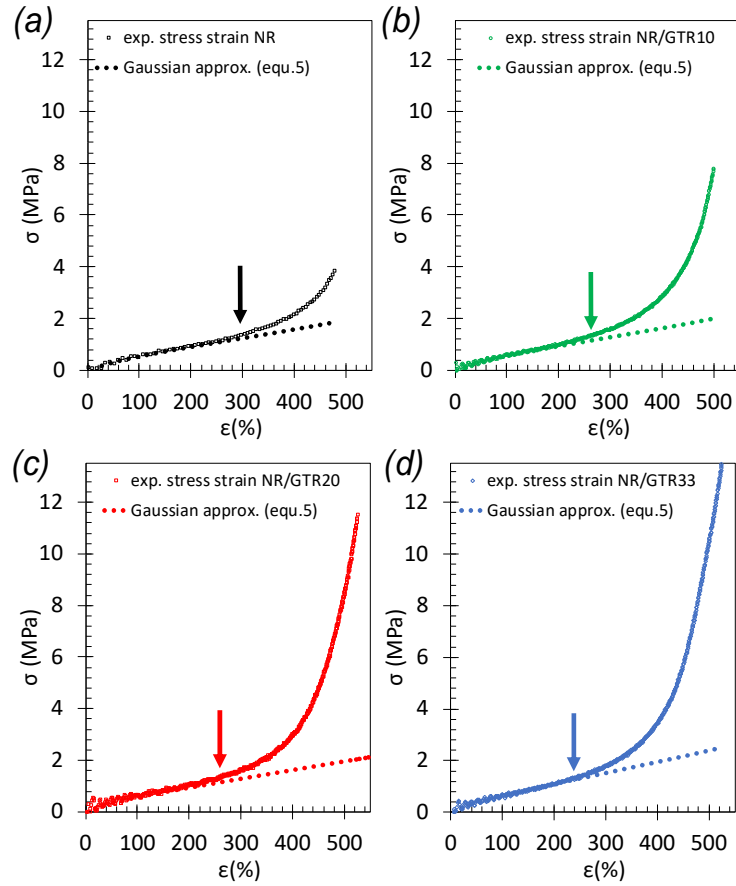 (a)
exp. stress strain NR
Gaussian approx. (equ.5)
σ (MPa)
12
10
8
6
4
2
0
0 100 200 300 400 500
ε(%)
(b)
exp. stress strain NR/GTR10
Gaussian approx. (equ.5)
σ (MPa)
12
10
8
6
4
2
0
0 100 200 300 400 500
ε(%)
(c)
exp. stress strain NR/GTR20
Gaussian approx. (equ.5)
σ (MPa)
12
10
8
6
4
2
0
0 100 200 300 400 500
ε(%)
(d)
exp. stress strain NR/GTR33
Gaussian approx. (equ.5)
σ (MPa)
12
10
8
6
4
2
0
0 100 200 300 400 500
ε(%)